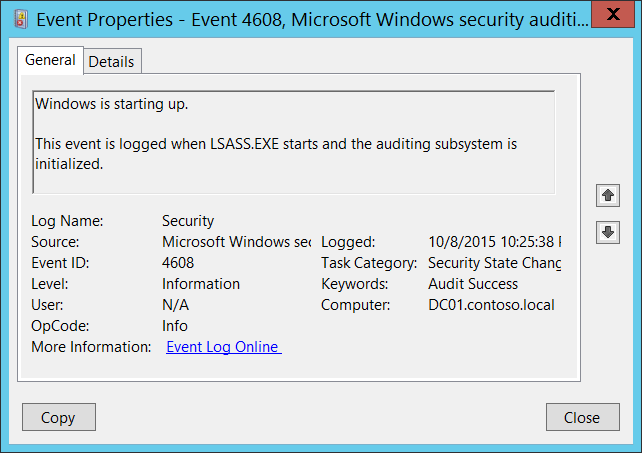 Event Properties - Event 4608, Microsoft Windows security auditi...
X
General
Details
Windows is starting up.
This event is logged when LSASS.EXE starts and the auditing subsystem is
initialized.
Log Name: Security
Source: Microsoft Windows sec Logged: 10/8/2015 10:25:38
Event ID: 4608 Task Category: Security State Chang
Level: Information Keywords: Audit Success
User: N/A Computer: DC01.contoso.local
OpCode: Info
More Information: Event Log Online
Copy
Close